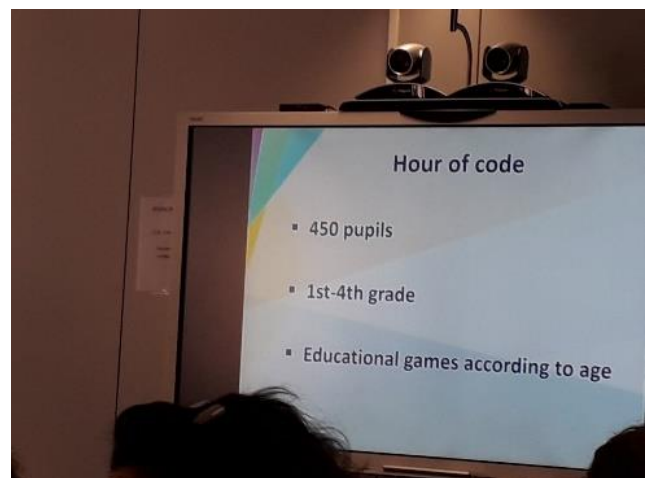 Hour of code
450 pupils
1st-4th grade
Educational games according to age